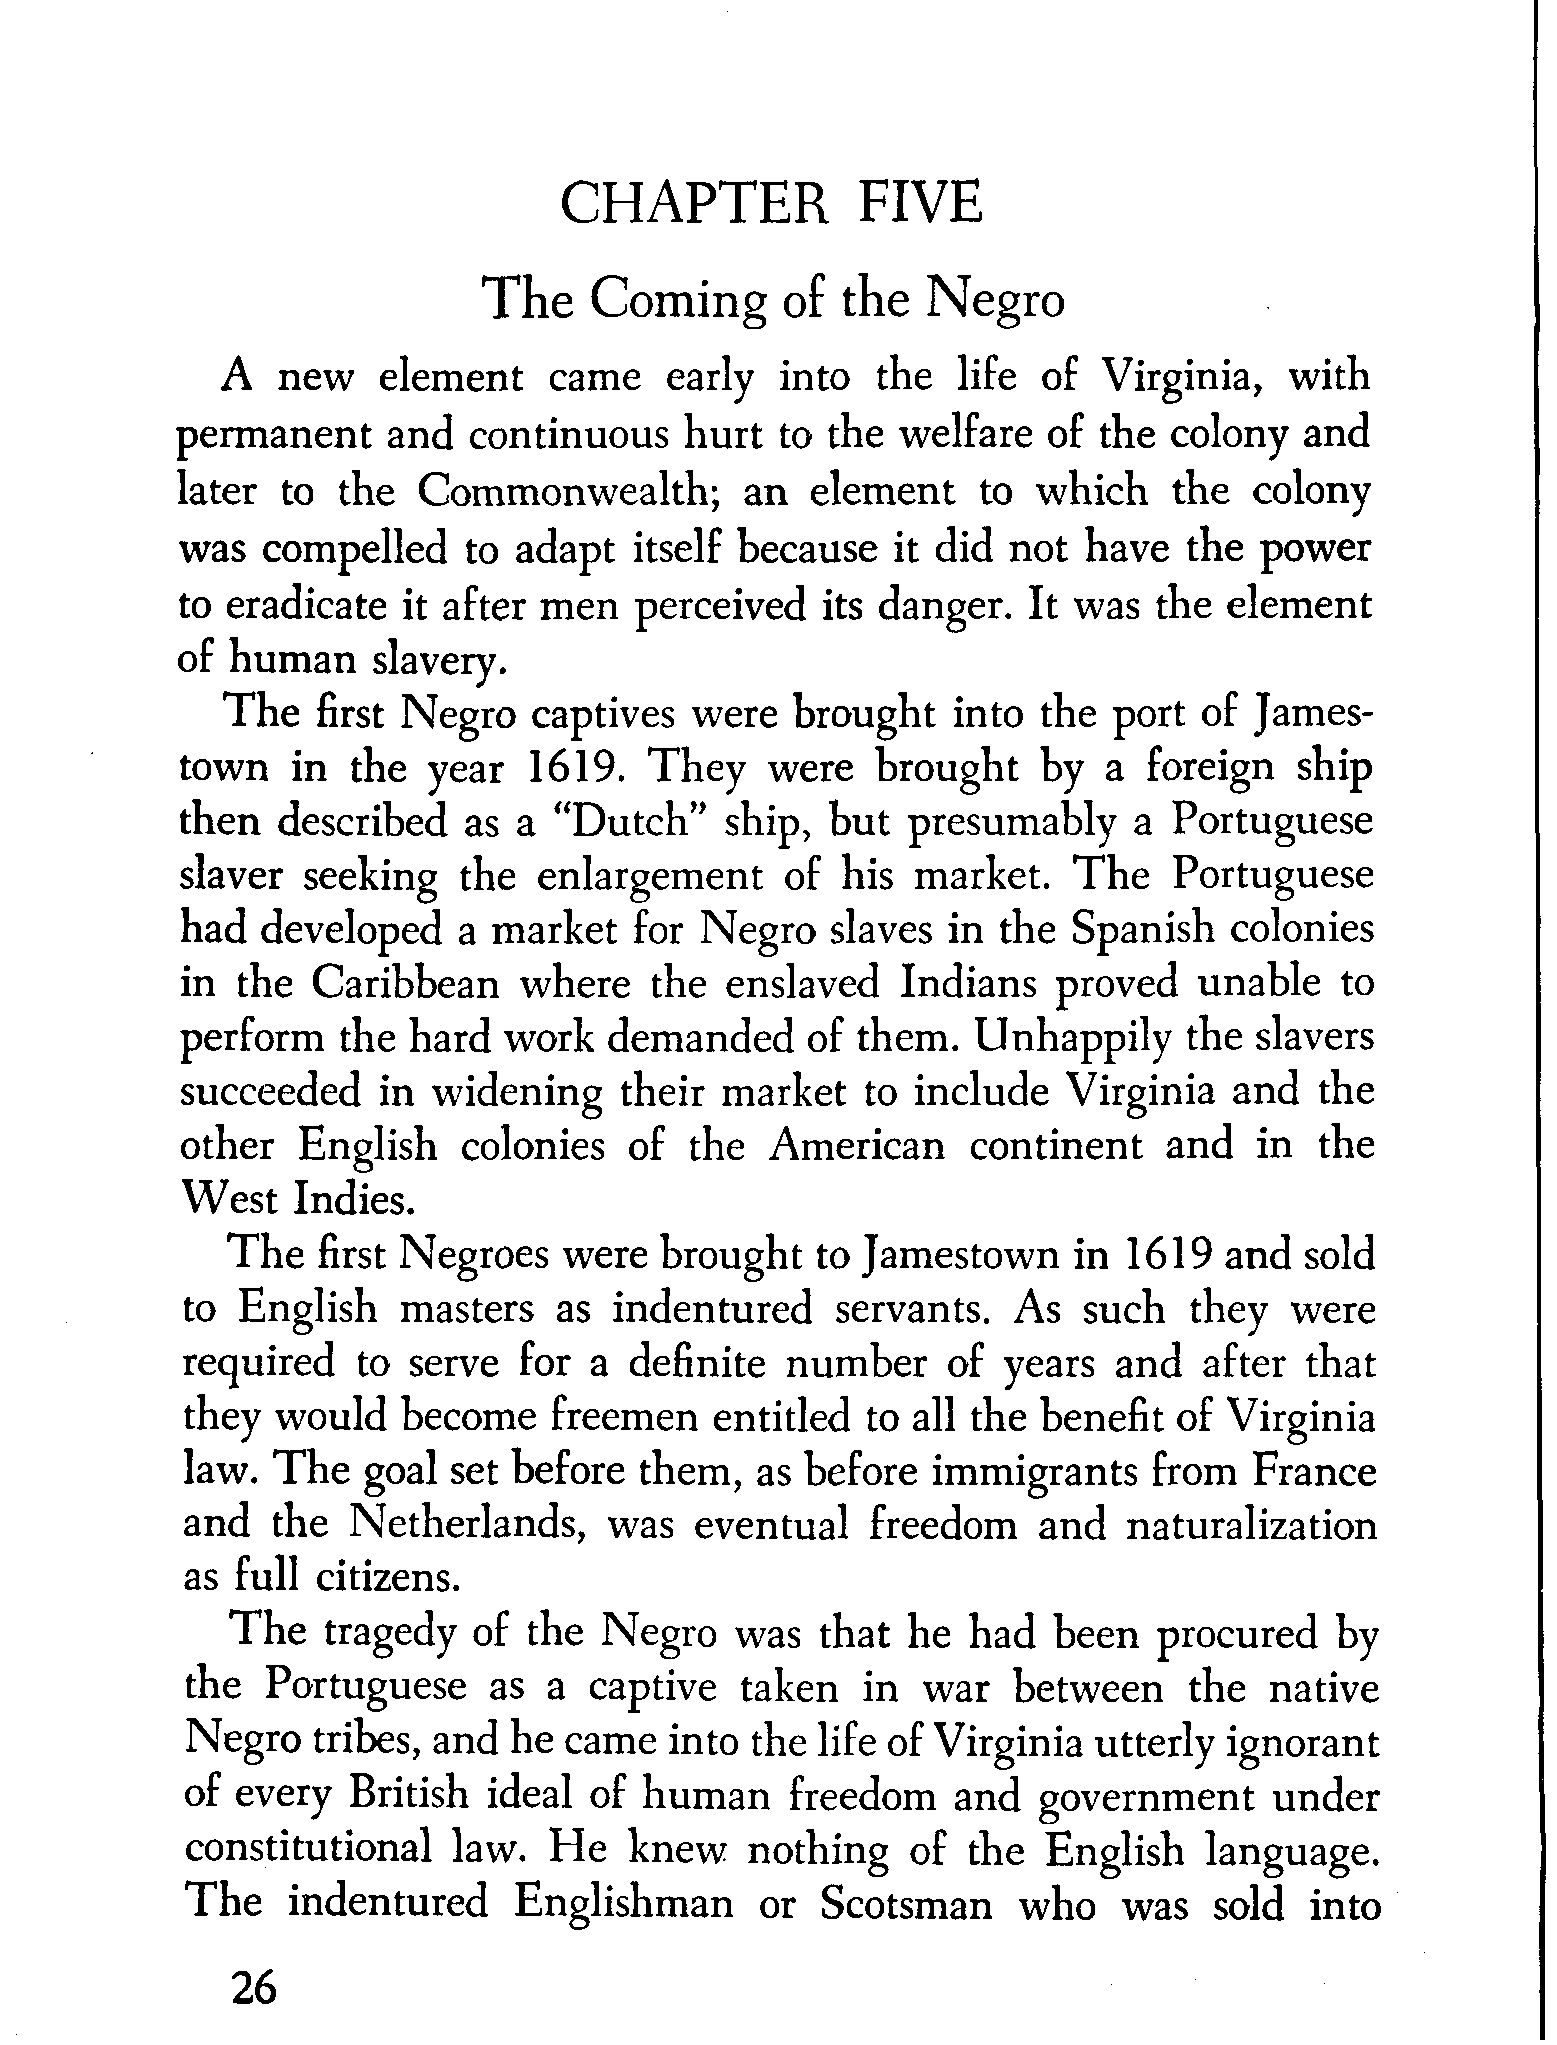 CHAPTER FIVE
The Coming of the Negro
A new element came early into the life of Virginia, with
permanent and continuous hurt to the welfare of the colony and
later to the Commonwealth; an element to which the colony
was compelled to adapt itself because it did not have the power
to eradicate it after men perceived its danger. It was the element
of human slavery.
The first Negro captives were brought into the port of James-
town in the year 1619. They were brought by a foreign ship
then described as a “Dutch” ship, but presumably a Portuguese
slaver seeking the enlargement of his market. The Portuguese
had developed a market for Negro slaves in the Spanish colonies
in the Caribbean where the enslaved Indians proved unable to
perform the hard work demanded of them. Unhappily the slavers
succeeded in widening their market to include Virginia and the
other English colonies of the American continent and in the
West Indies.
The first Negroes were brought to Jamestown in 1619 and sold
to English masters as indentured servants. As such they were
required to serve for a definite number of years and after that
they would become freemen entitled to all the benefit of Virginia
law. The goal set before them, as before immigrants from France
and the Netherlands, was eventual freedom and naturalization
as full citizens.
The tragedy of the Negro was that he had been procured by
the Portuguese as a captive taken in war between the native
Negro tribes, and he came into the life of Virginia utterly ignorant
of every British ideal of human freedom and government under
constitutional law. He knew nothing of the English language.
The indentured Englishman or Scotsman who was sold into
26